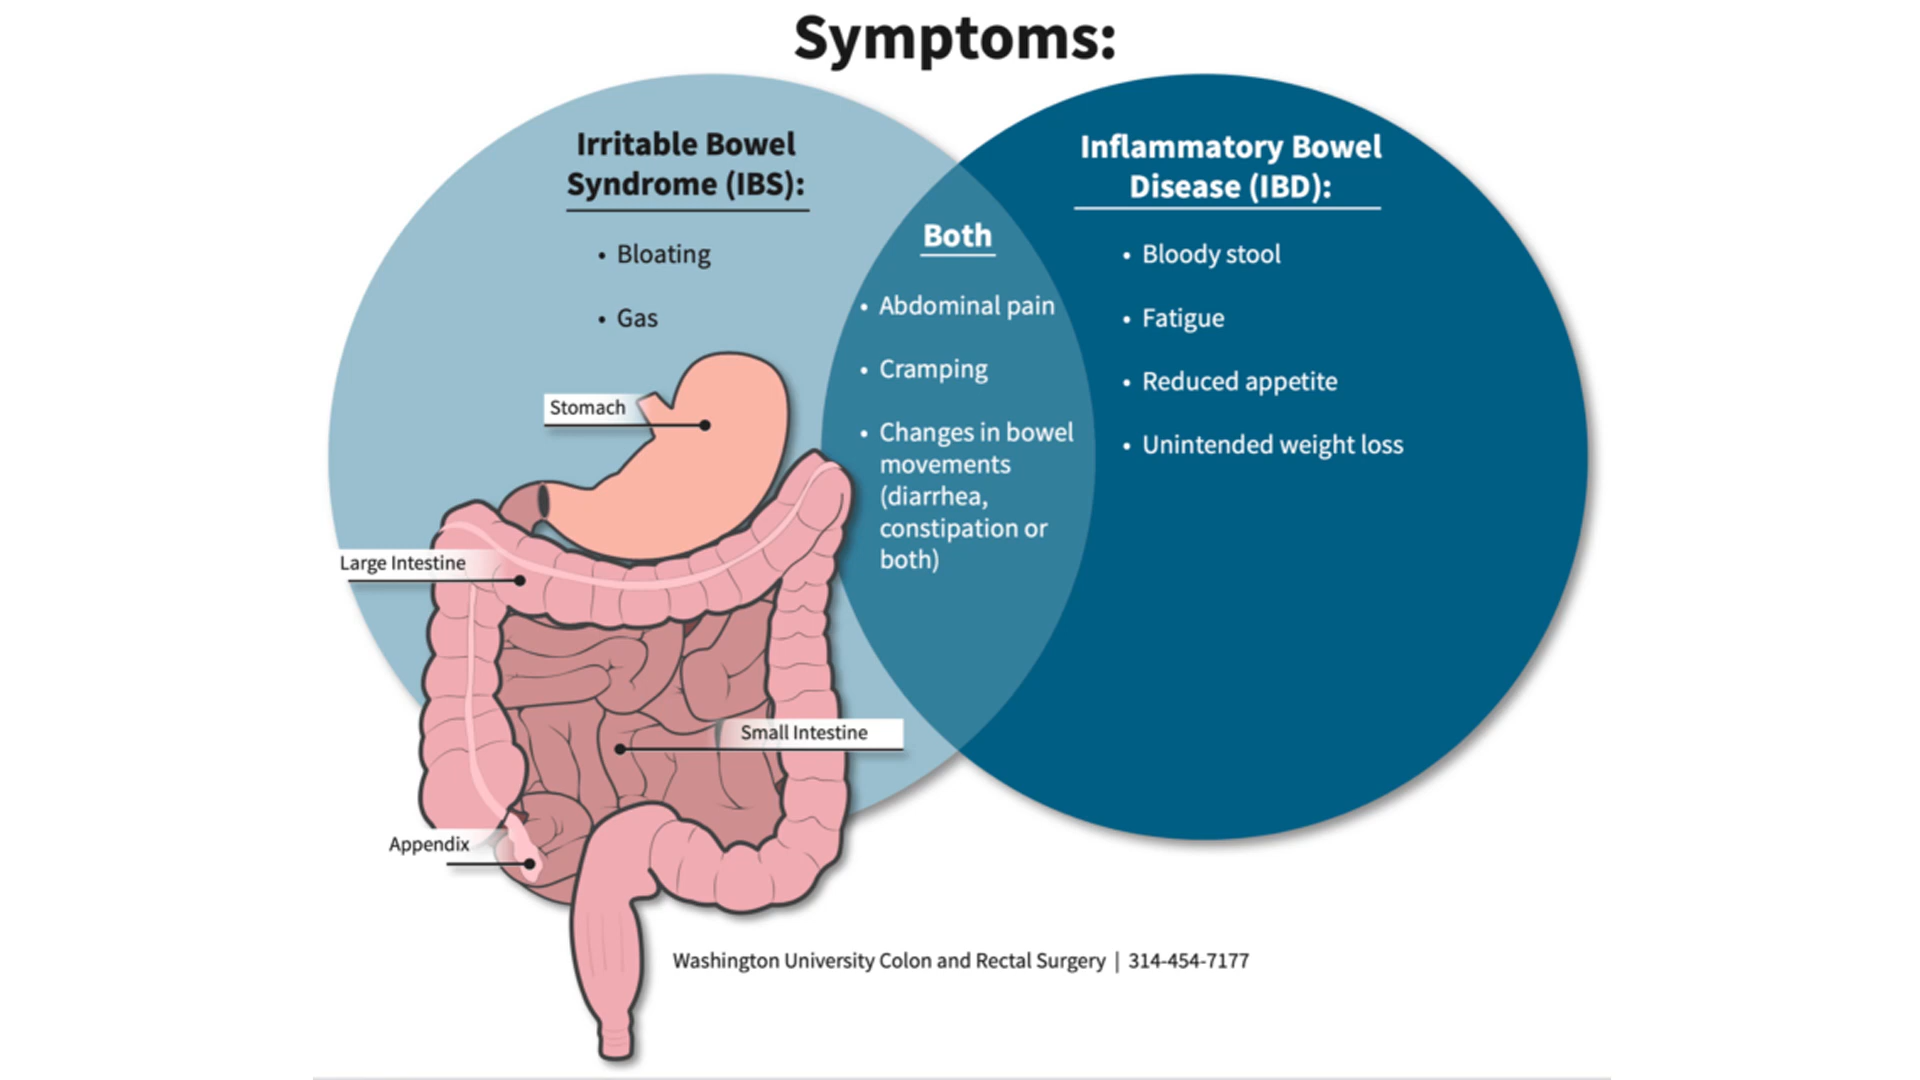 Symptoms:
Irritable Bowel
Syndrome (IBS):
• Bloating
• Gas
Both
• Abdominal pain
• Cramping
• Changes in bowel
movements
(diarrhea,
constipation or
both)
Inflammatory Bowel
Disease (IBD):
• Bloody stool
• Fatigue
• Reduced appetite
• Unintended weight loss
Stomach
Large Intestine
Small Intestine
Appendix
Washington University Colon and Rectal Surgery | 314-454-7177